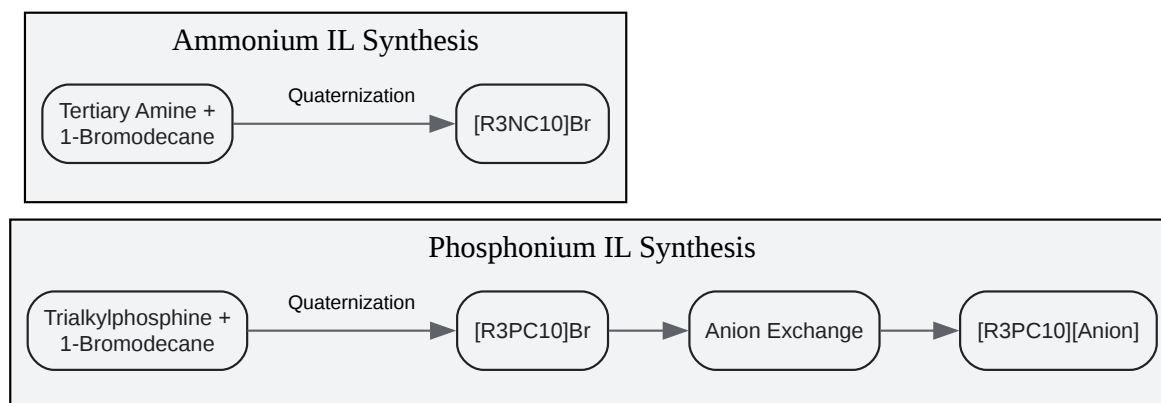 Ammonium IL Synthesis
Tertiary Amine +
1-Bromodecane
Quaternization
[R3NC10]Br
Phosphonium IL Synthesis
Trialkylphosphine +
1-Bromodecane
Quaternization
[R3PC10]Br
Anion Exchange
[R3PC10][Anion]